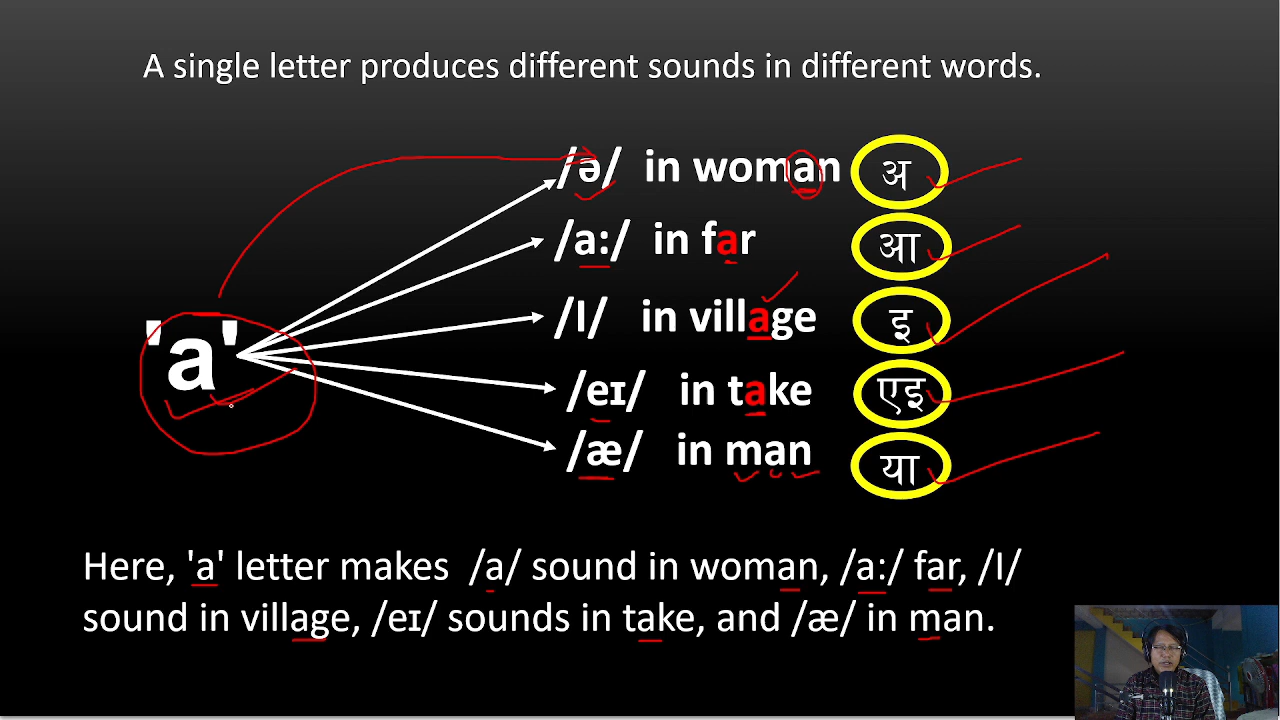 A single letter produces different sounds in different words.
/ə/ in woman अ
/a:/ in far आ
/I/ in village इ
'a'
/eɪ/ in take एइ
/æ/ in man या
Here, 'a' letter makes /a/ sound in woman, /a:/ far, /I/
sound in village, /eɪ/ sounds in take, and /æ/ in man.